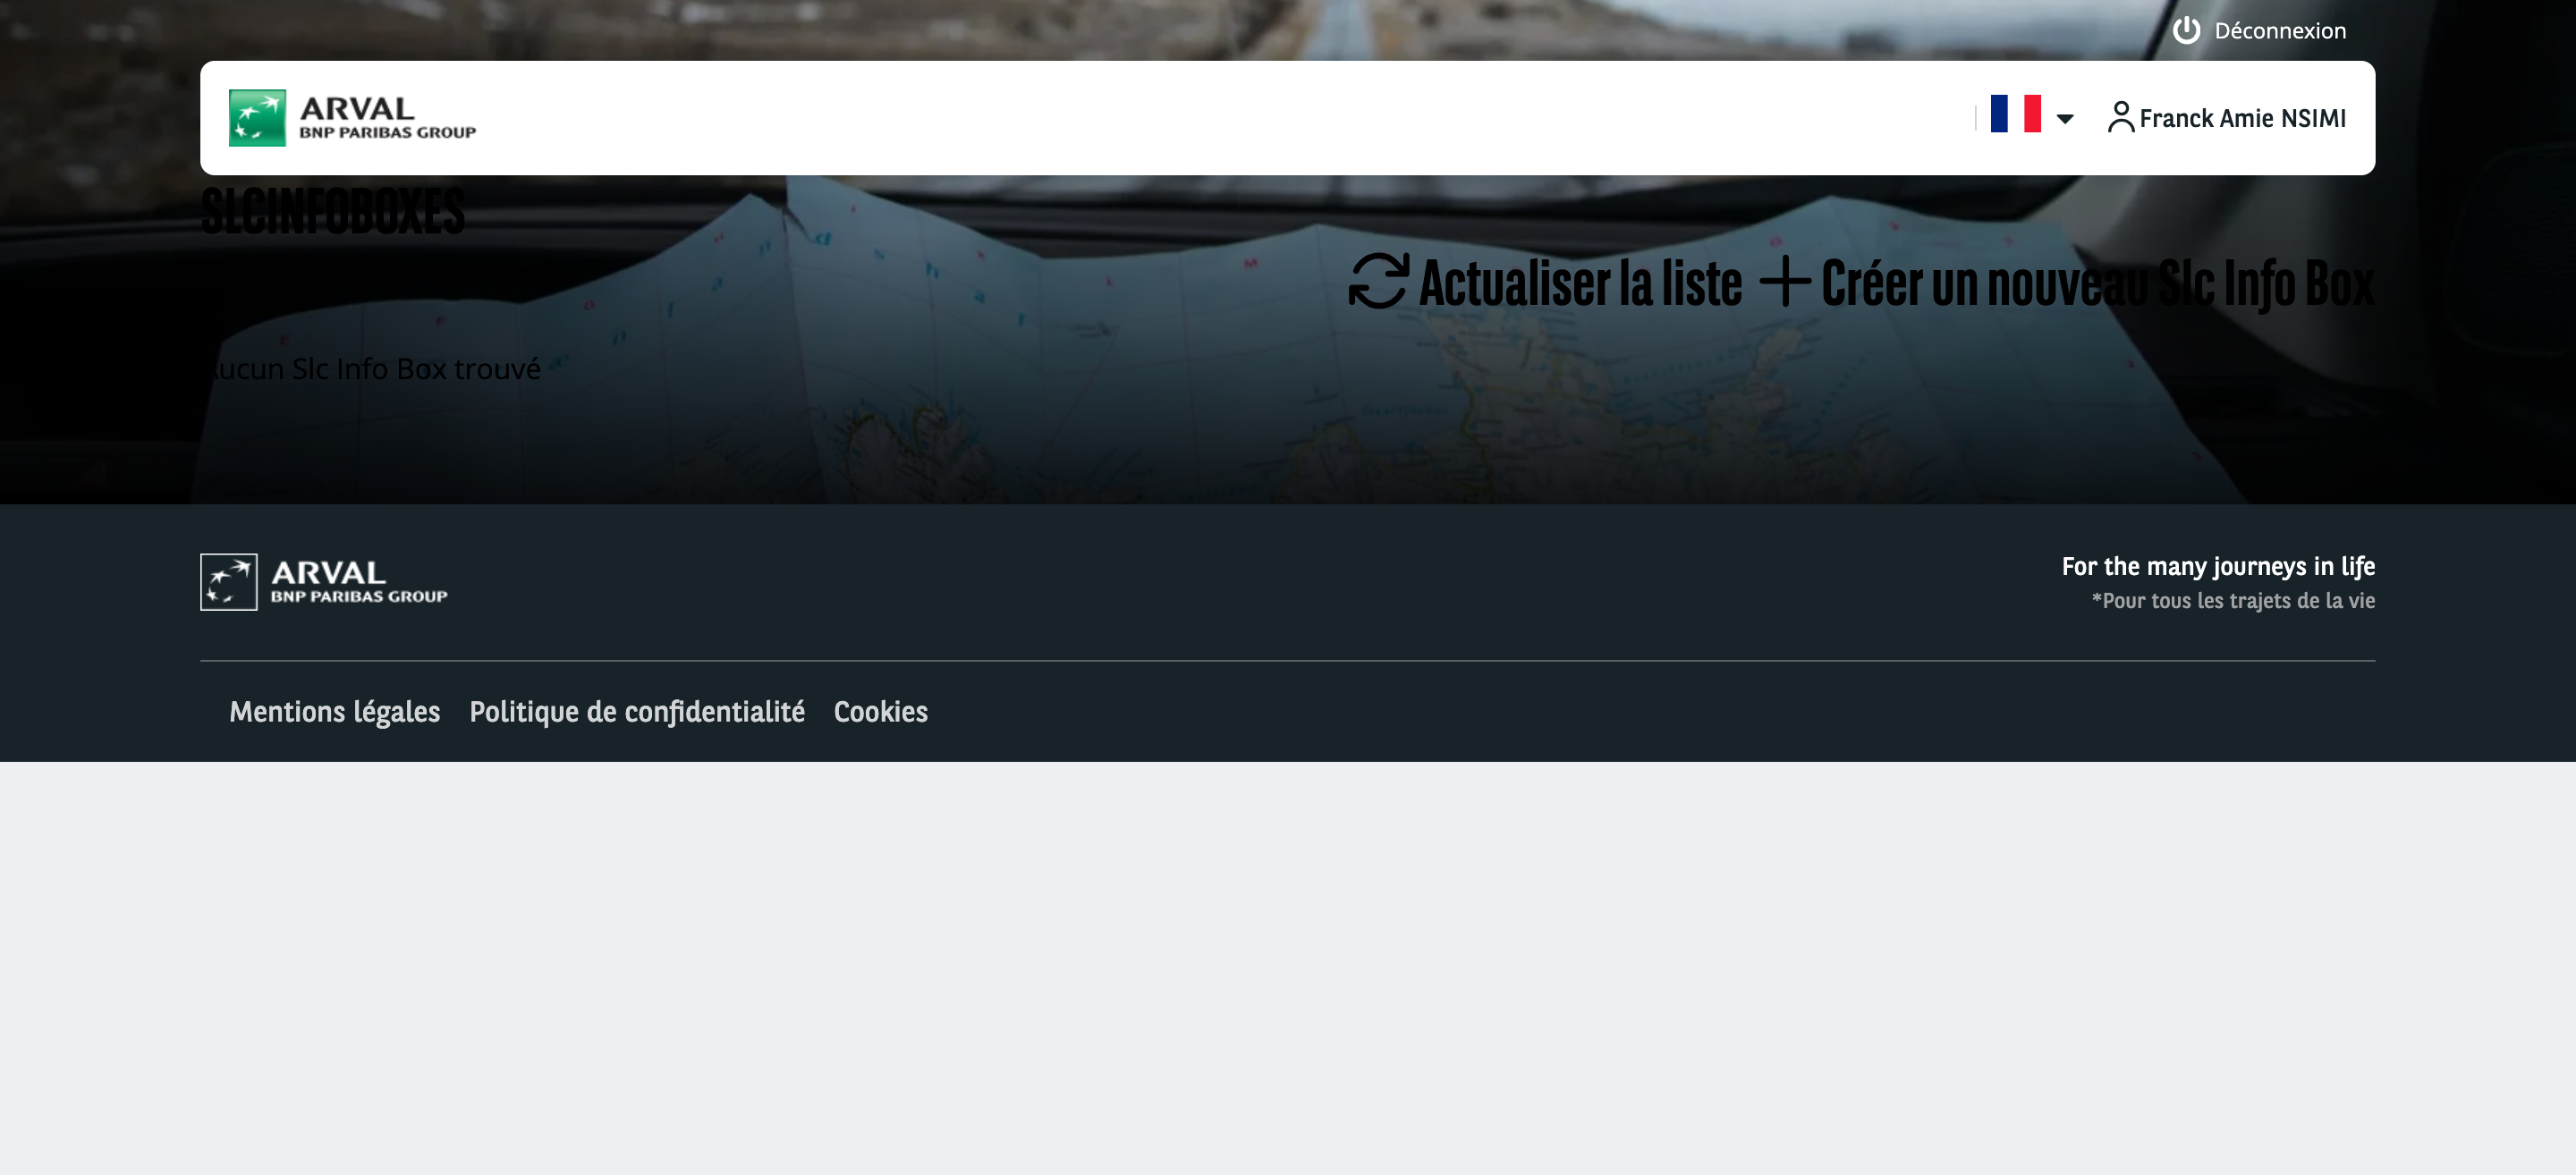 Déconnexion
ARVAL
BNP PARIBAS GROUP
Franck Amie NSIMI
SLCINFOBOXES
Actualiser la liste
Créer un nouveau Slc Info Box
Aucun Slc Info Box trouvé
ARVAL
BNP PARIBAS GROUP
For the many journeys in life
*Pour tous les trajets de la vie
Mentions légales Politique de confidentialité Cookies